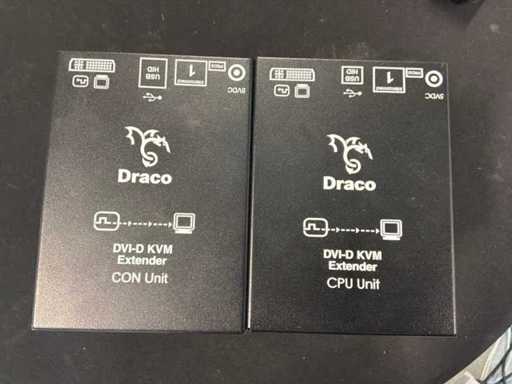 USB
HID
1
5VDC
Draco
DVI-D KVM
Extender
CON Unit
USB
HID
1
5VDC
Draco
DVI-D KVM
Extender
CPU Unit